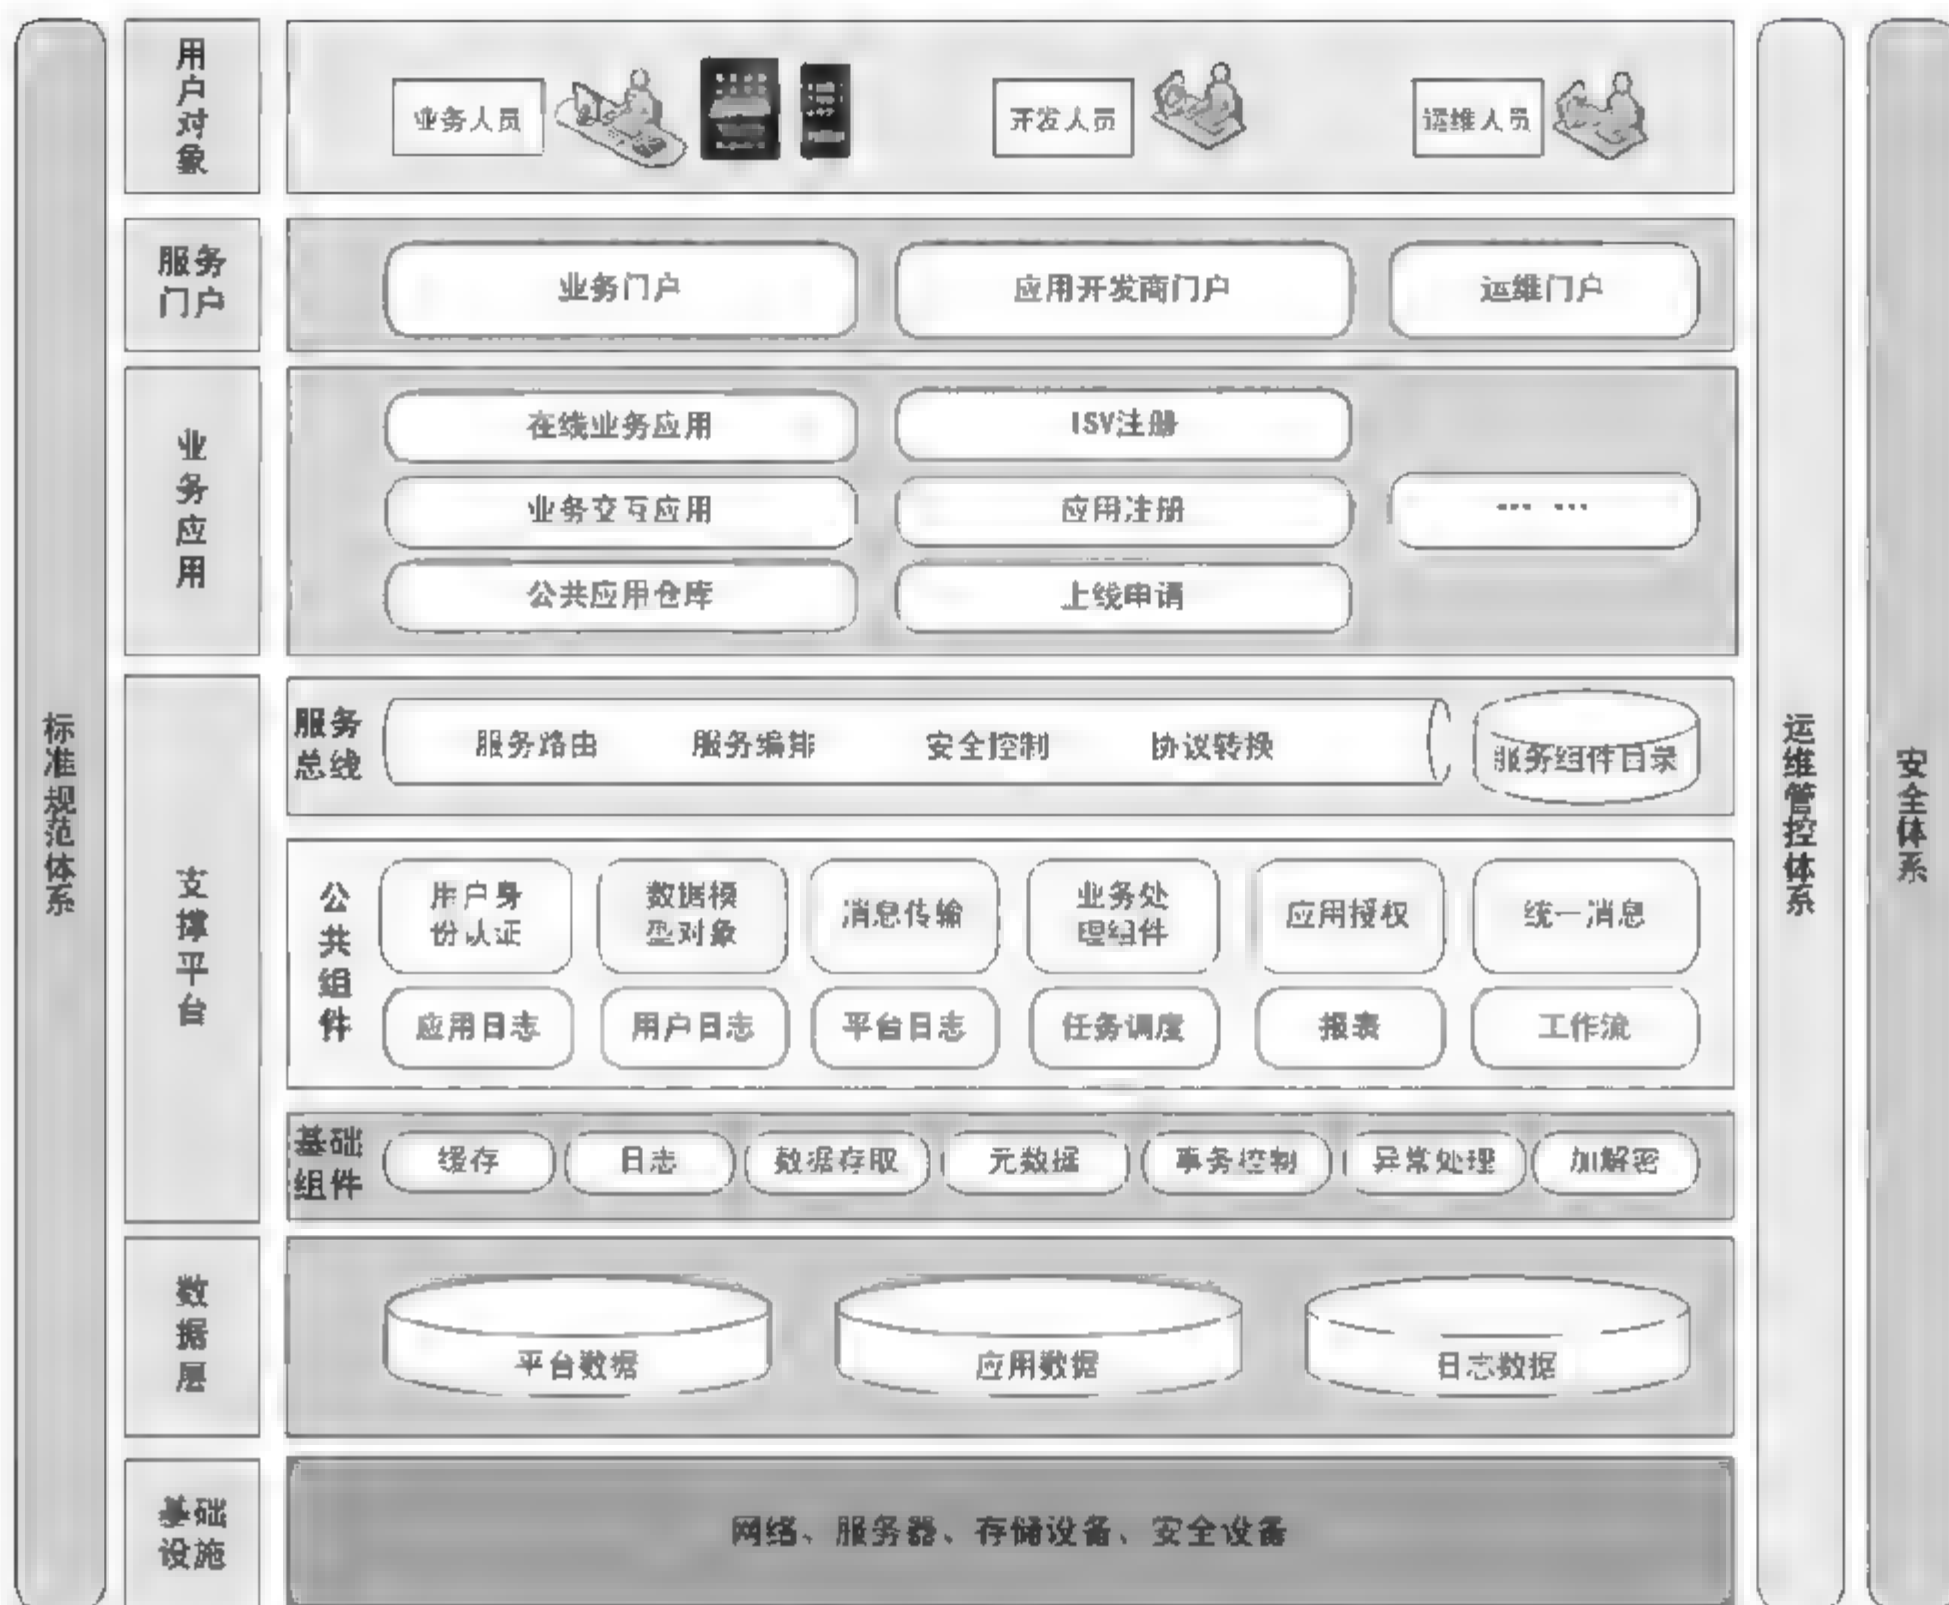 用户对象
业务人员
开发人员
运维人员
服务
门户
业务门户
应用开发商门户
运维门户
业务应用
在线业务应用
ISV注册
业务交互应用
应用注册
... ...
公共应用仓库
上线申请
标准规范体系
支撑平台
服务
总线
服务路由
服务编排
安全控制
协议转换
服务组件目录
公共组件
用户身
份认证
数据模
型对象
消息传输
业务处
理组件
应用授权
统一消息
应用日志
用户日志
平台日志
任务调度
报表
工作流
基础
组件
缓存
日志
数据存取
元数据
事务控制
异常处理
加解密
数据层
平台数据
应用数据
日志数据
基础
设施
网络、服务器、存储设备、安全设备
运维管控体系
安全体系